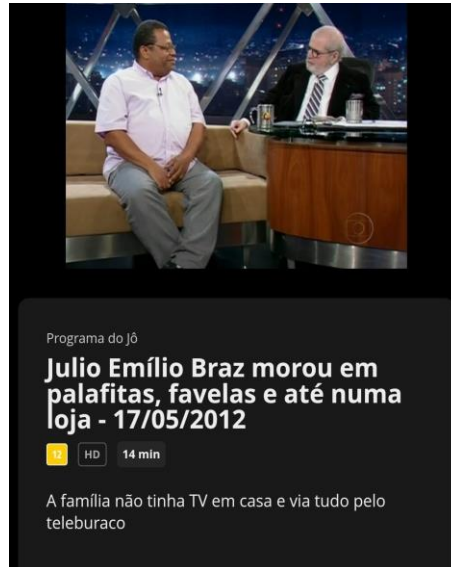 Programa do Jô
Julio Emílio Braz morou em
palafitas, favelas e até numa
loja - 17/05/2012
12 HD 14 min
A família não tinha TV em casa e via tudo pelo
teleburaco